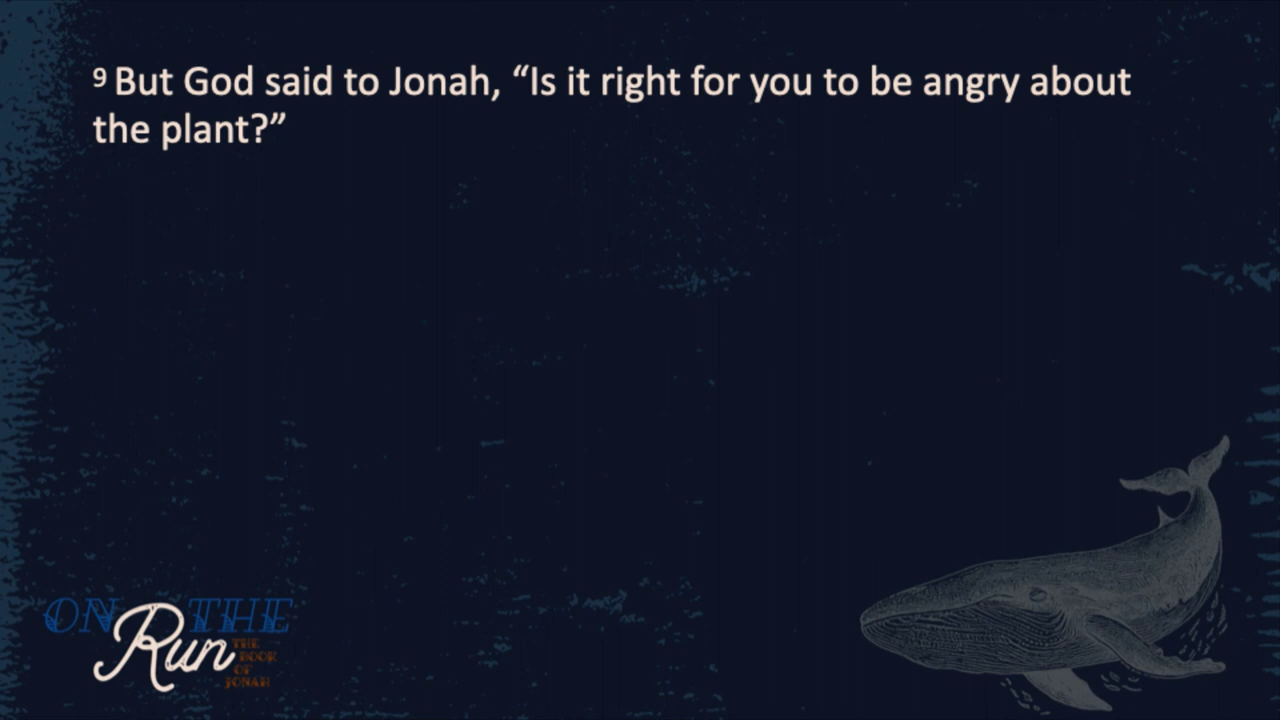 9 But God said to Jonah, “Is it right for you to be angry about
the plant?”
ON THE
Run
THE
BOOK
OF
JONAH